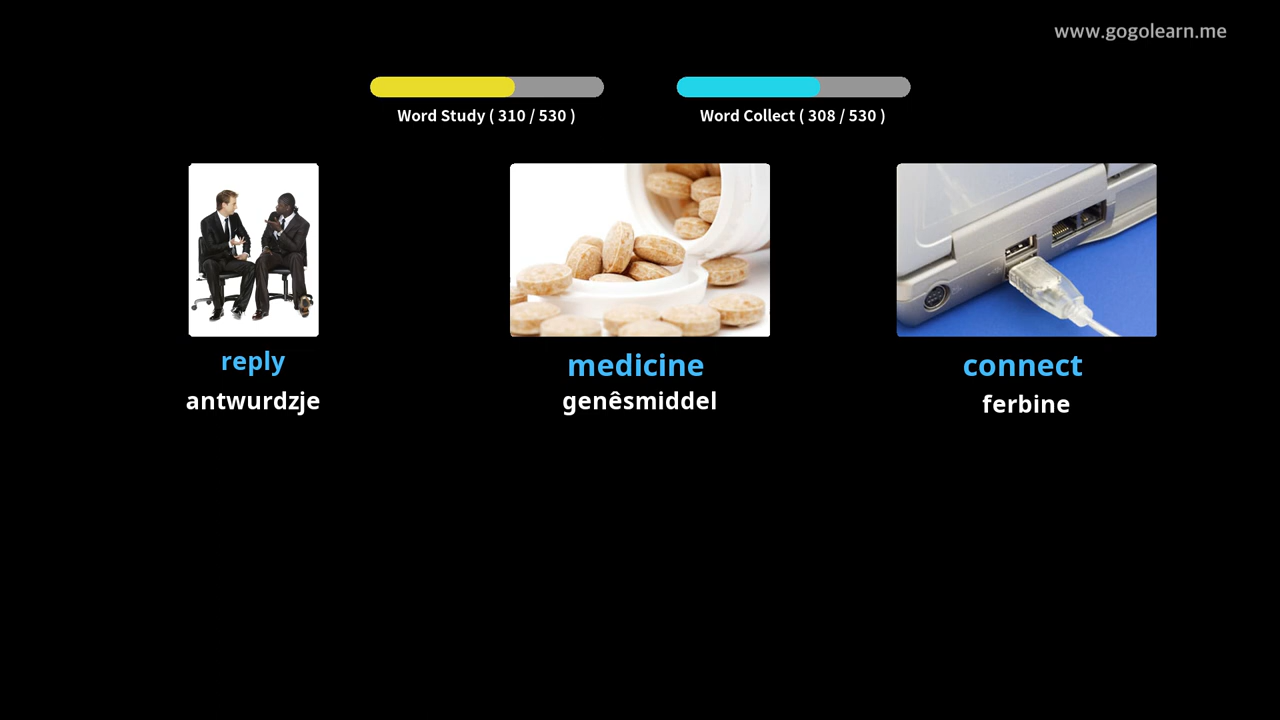 www.gogolearn.me
Word Study ( 310 / 530 )
Word Collect ( 308 / 530 )
reply
antwurdzje
medicine
genêsmiddel
connect
ferbine